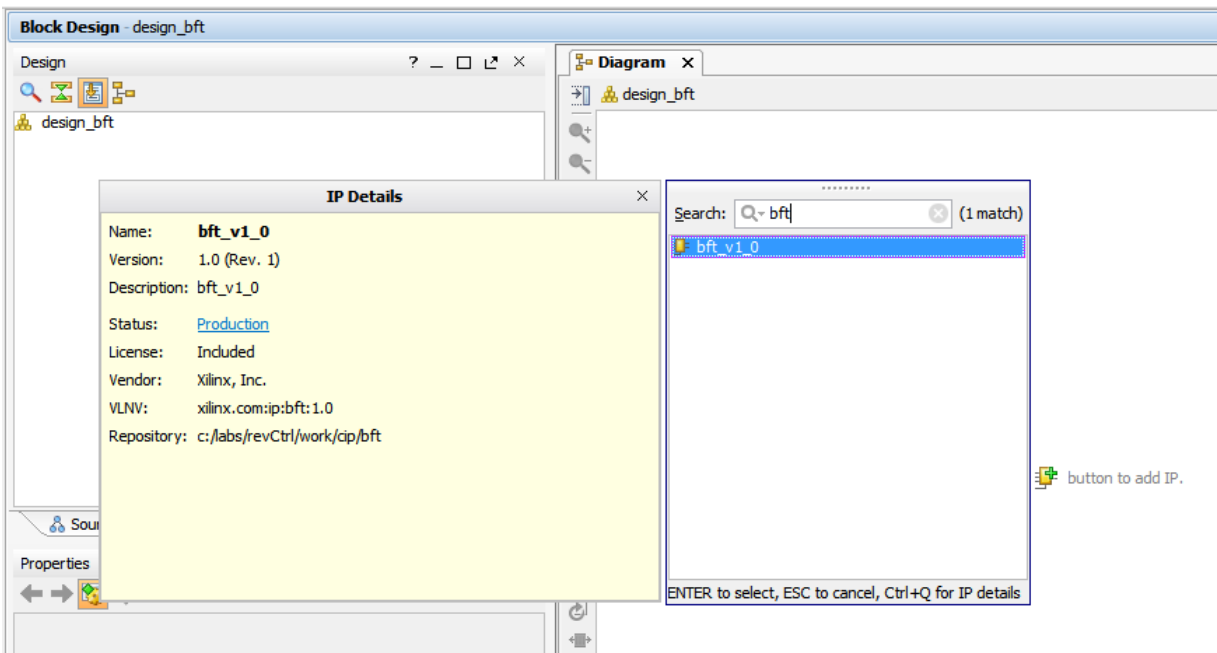 Block Design - design_bft
Design
? _
Diagram
design_bft
design_bft
IP Details
Name: bft_v1_0
Version: 1.0 (Rev. 1)
Description: bft_v1_0
Status: Production
License: Included
Vendor: Xilinx, Inc.
VLNV: xilinx.com:ip:bft:1.0
Repository: c:/labs/revCtrl/work/cip/bft
Search: bft (1 match)
bft_v1_0
ENTER to select, ESC to cancel, Ctrl+Q for IP details
button to add IP.
Sou
Properties